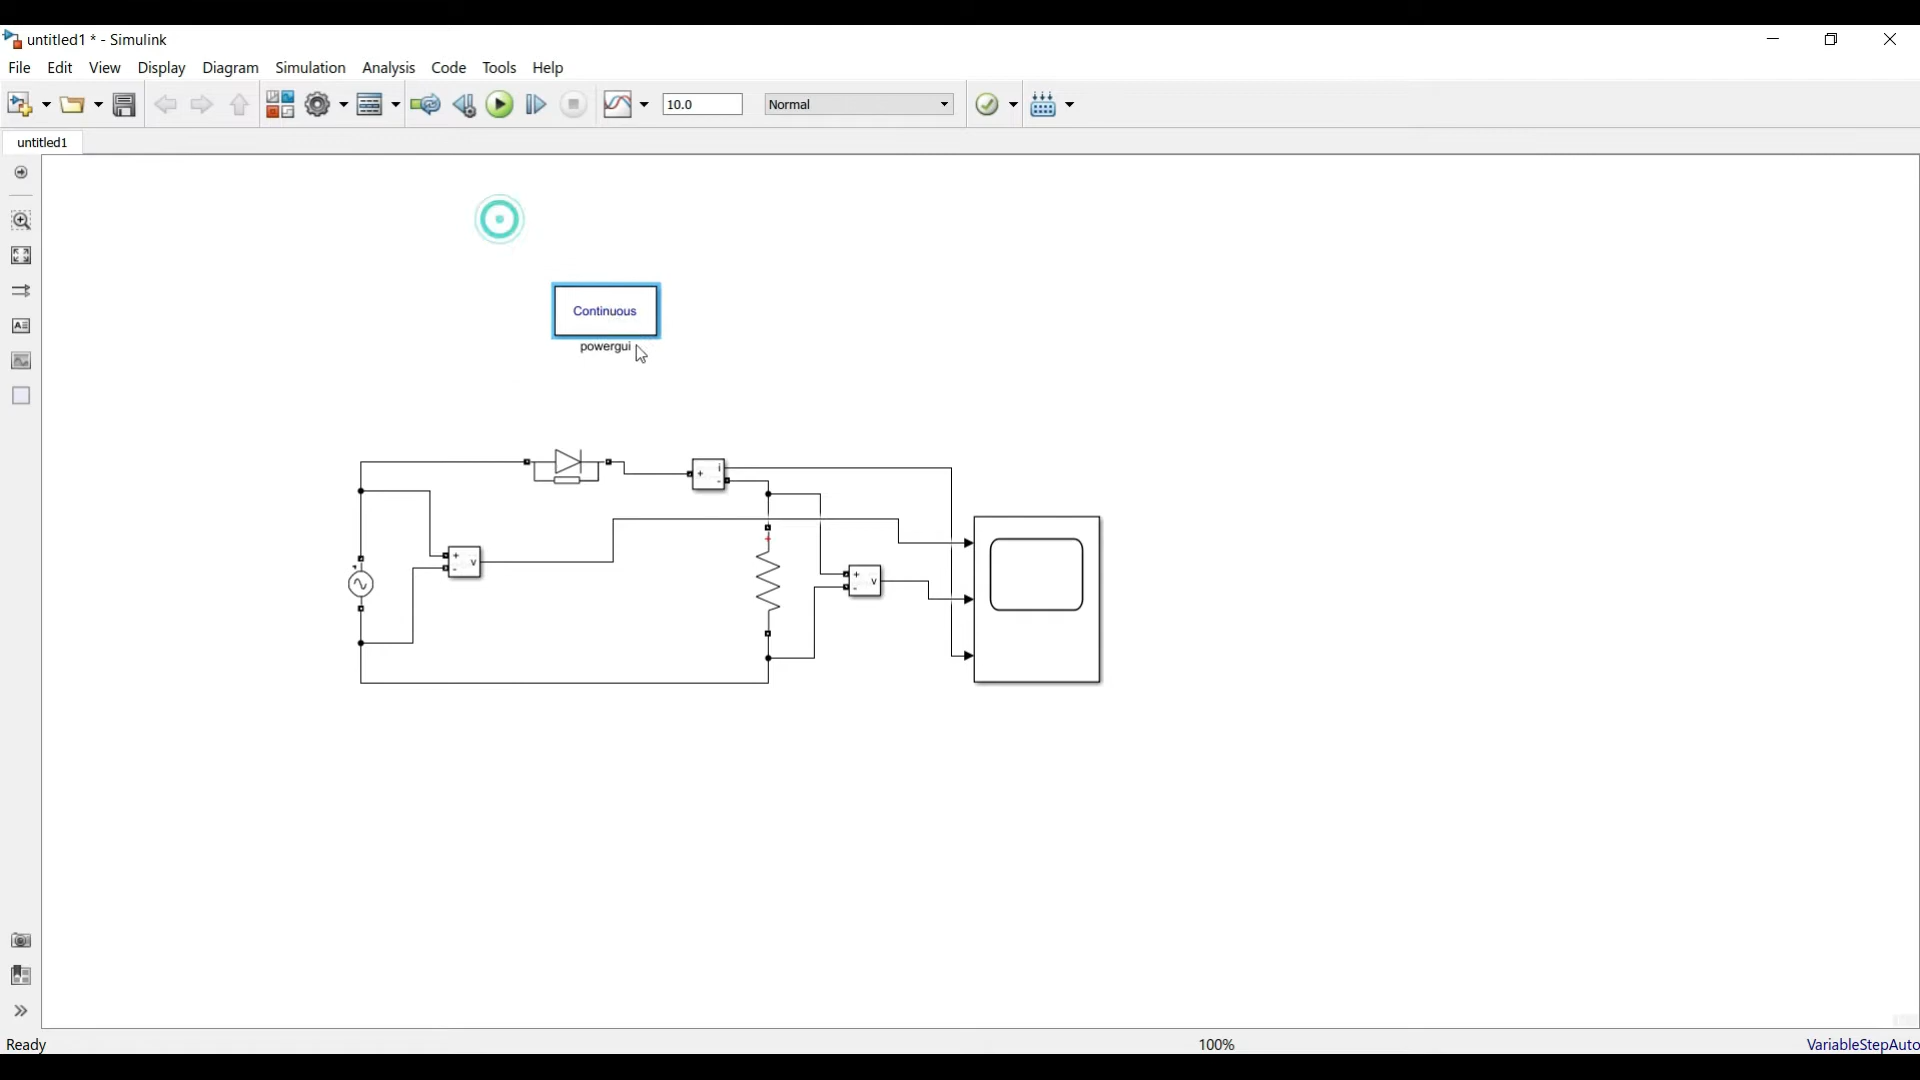 untitled1 * - Simulink
File Edit View Display Diagram Simulation Analysis Code Tools Help
10.0 Normal
untitled1
Continuous
powergui
+ i
-
+ v
-
+
+ v
-
Ready 100% VariableStepAuto